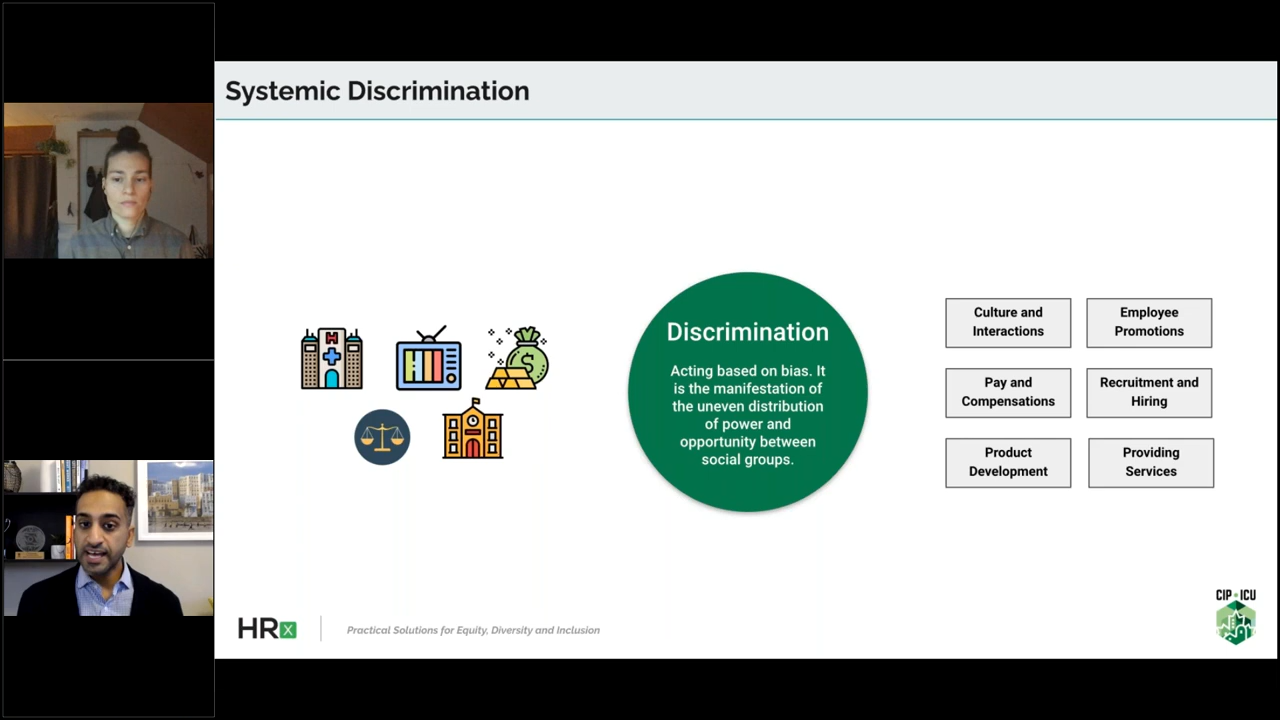 Systemic Discrimination
H
$
Discrimination
Acting based on bias. It
is the manifestation of
the uneven distribution
of power and
opportunity between
social groups.
Culture and
Interactions
Employee
Promotions
Pay and
Compensations
Recruitment and
Hiring
Product
Development
Providing
Services
HRx
Practical Solutions for Equity, Diversity and Inclusion
CIP ICU